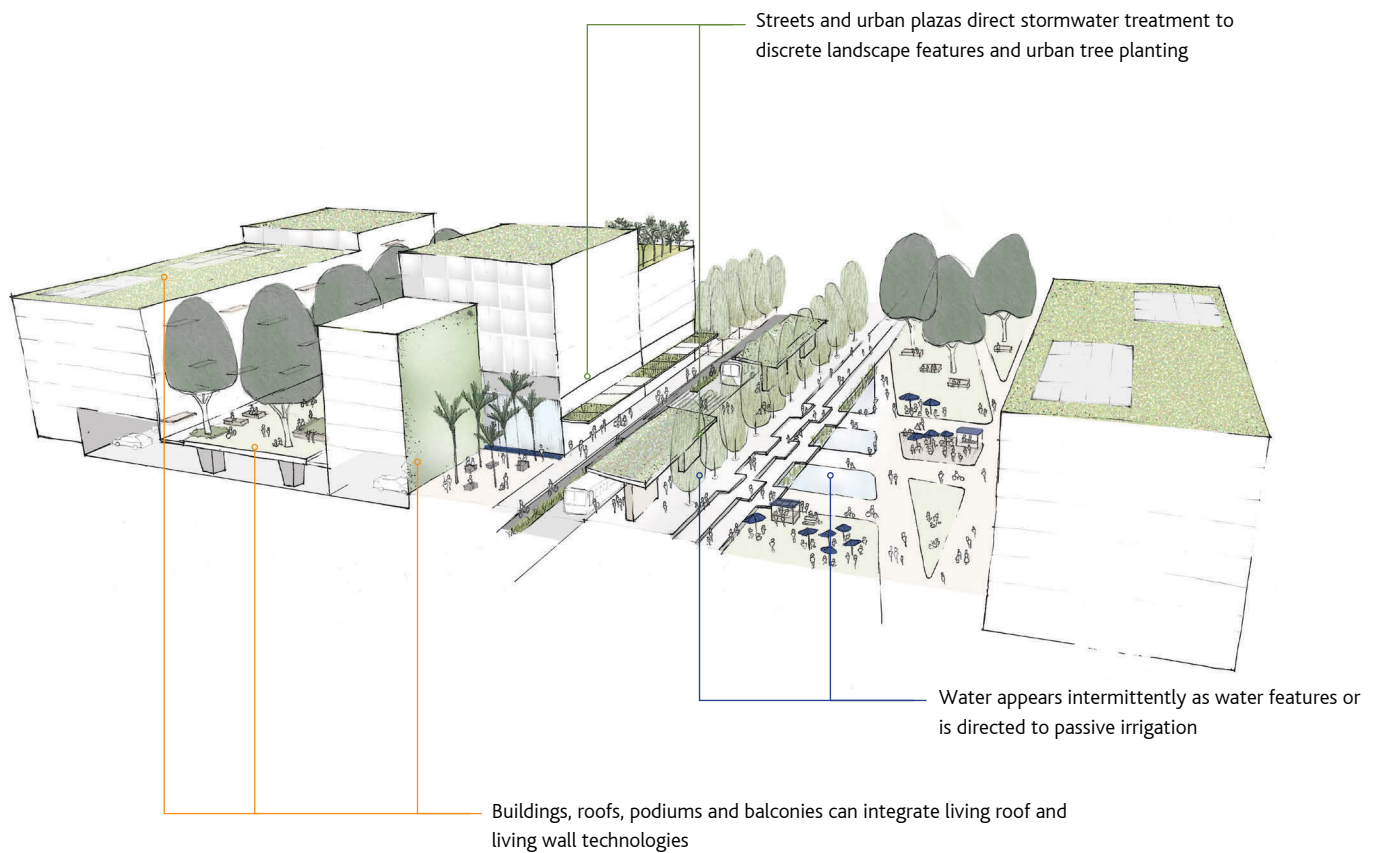 Streets and urban plazas direct stormwater treatment to
discrete landscape features and urban tree planting
Water appears intermittently as water features or
is directed to passive irrigation
Buildings, roofs, podiums and balconies can integrate living roof and
living wall technologies